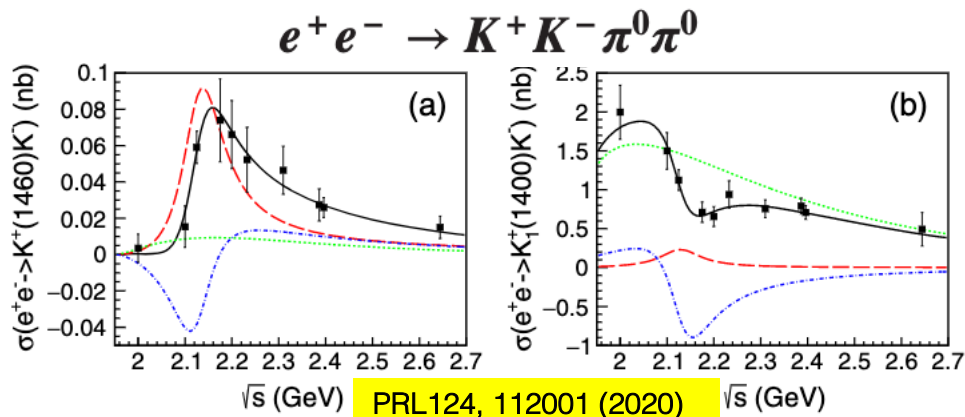 e⁺e⁻ → K⁺K⁻π⁰π⁰
σ(e⁺e⁻->K⁺(1460)K⁻) (nb)
0.1
0.08
0.06
0.04
0.02
0
−0.02
−0.04
(a)
2 2.1 2.2 2.3 2.4 2.5 2.6 2.7
√s (GeV)
σ(e⁺e⁻->K₁⁺(1400)K⁻) (nb)
2.5
2
1.5
1
0.5
0
−0.5
−1
(b)
2 2.1 2.2 2.3 2.4 2.5 2.6 2.7
√s (GeV)
PRL124, 112001 (2020)